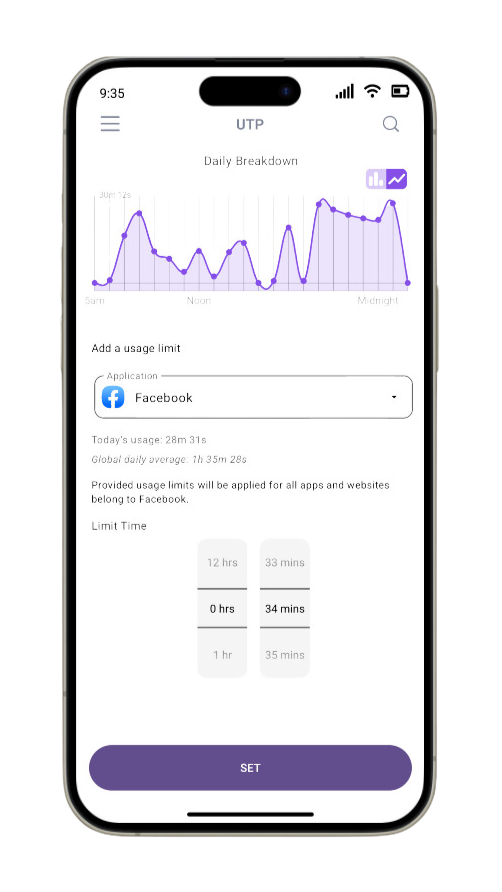 9:35
UTP
Daily Breakdown
30m 12s
5am Noon Midnight
Add a usage limit
Application
Facebook
Today's usage: 28m 31s
Global daily average: 1h 35m 28s
Provided usage limits will be applied for all apps and websites
belong to Facebook.
Limit Time
12 hrs 33 mins
0 hrs 34 mins
1 hr 35 mins
SET